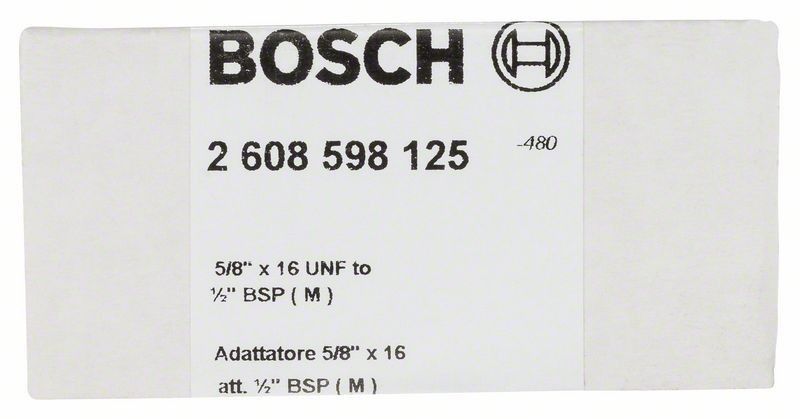 BOSCH
2 608 598 125 -480
5/8" x 16 UNF to
½" BSP ( M )
Adattatore 5/8" x 16
att. ½" BSP ( M )